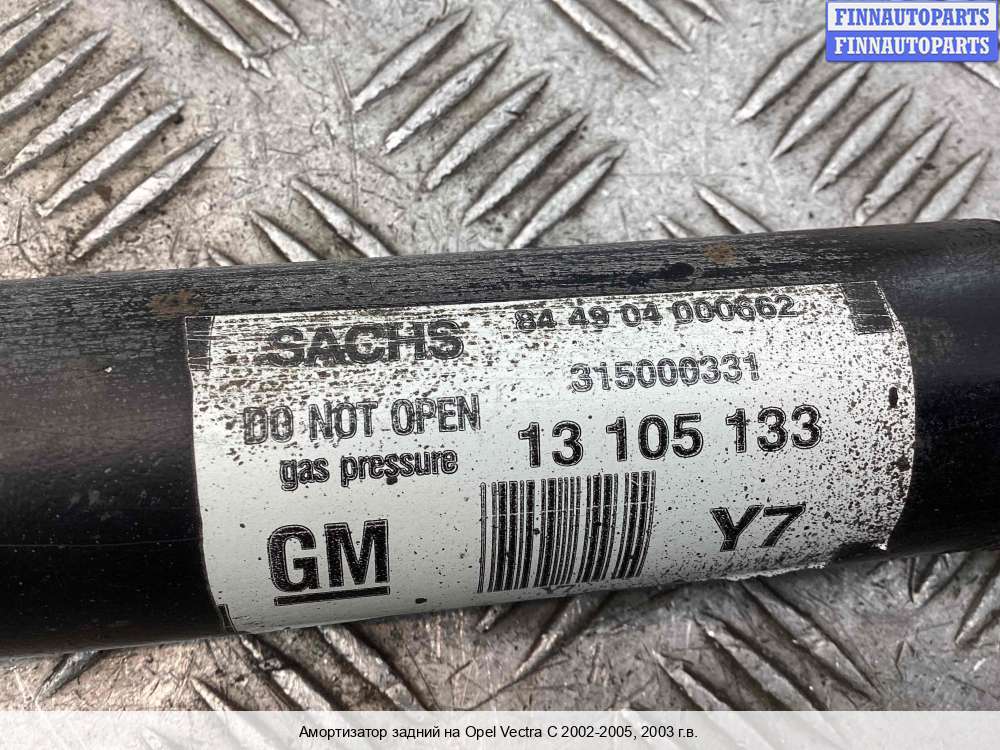 FINNAUTOPARTS
FINNAUTOPARTS
SACHS 84 49 04 000662
315000331
DO NOT OPEN
gas pressure
13 105 133
GM
Y7
Амортизатор задний на Opel Vectra C 2002-2005, 2003 г.в.